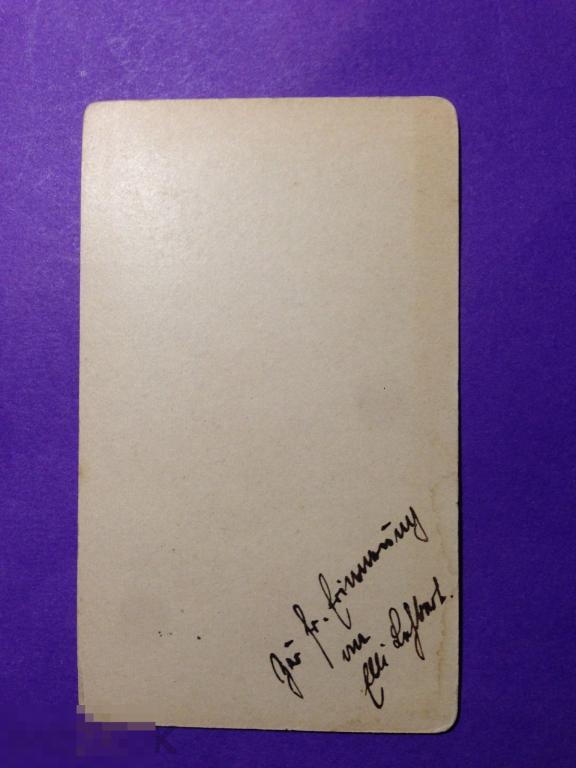 Zur fr. Erinnerung
von
Elli